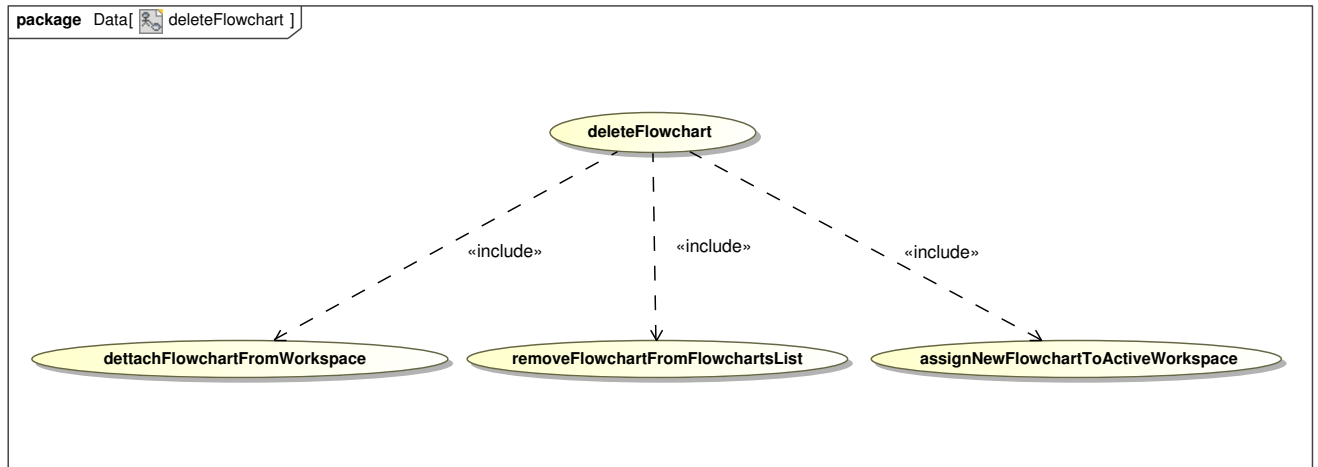 package Data[ deleteFlowchart ]
deleteFlowchart
«include» «include» «include»
dettachFlowchartFromWorkspace removeFlowchartFromFlowchartsList assignNewFlowchartToActiveWorkspace